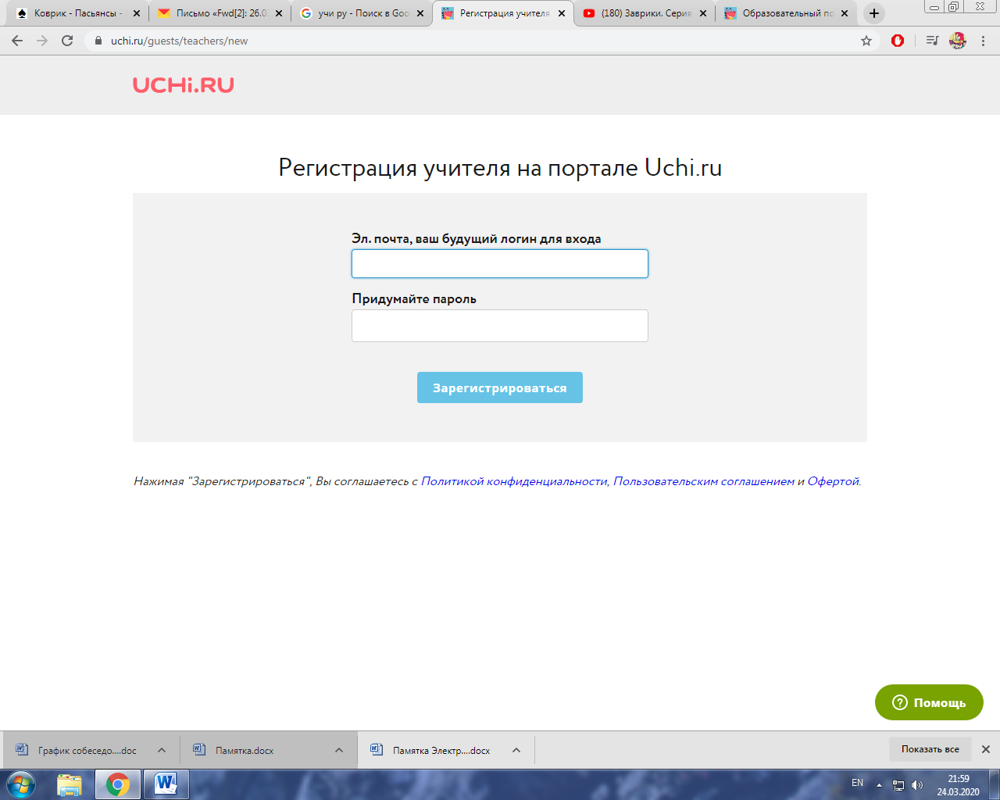 Коврик - Пасьянсы -
Письмо «Fwd[2]: 26.0
учи ру - Поиск в Goo
Регистрация учителя
(180) Заврики. Серия
Образовательный по
uchi.ru/guests/teachers/new
UCHi.RU
Регистрация учителя на портале Uchi.ru
Эл. почта, ваш будущий логин для входа
Придумайте пароль
Зарегистрироваться
Нажимая "Зарегистрироваться", Вы соглашаетесь с Политикой конфиденциальности, Пользовательским соглашением и Офертой.
Помощь
График собеседо....doc
Памятка.docx
Памятка Электр....docx
Показать все
EN
21:59
24.03.2020